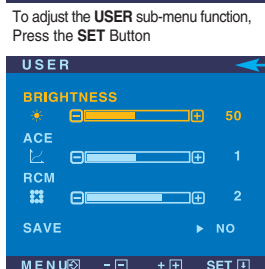 To adjust the USER sub-menu function,
Press the SET Button
USER
BRIGHTNESS
50
ACE
1
RCM
2
SAVE ▶ NO
MENU - + SET